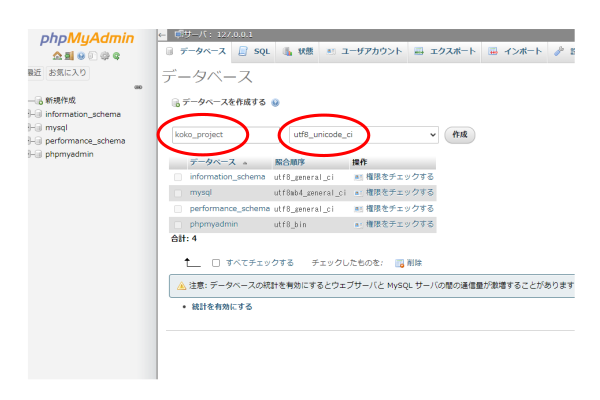 phpMyAdmin
最近 お気に入り
新規作成
information_schema
mysql
performance_schema
phpmyadmin
サーバ: 127.0.0.1
データベース SQL 状態 ユーザアカウント エクスポート インポート
データベース
データベースを作成する
koko_project utf8_unicode_ci 作成
データベース 照合順序 操作
information_schema utf8_general_ci 権限をチェックする
mysql utf8mb4_general_ci 権限をチェックする
performance_schema utf8_general_ci 権限をチェックする
phpmyadmin utf8_bin 権限をチェックする
合計: 4
すべてチェックする チェックしたものを: 削除
注意: データベースの統計を有効にするとウェブサーバと MySQL サーバの間の通信量が激増することがあります
統計を有効にする